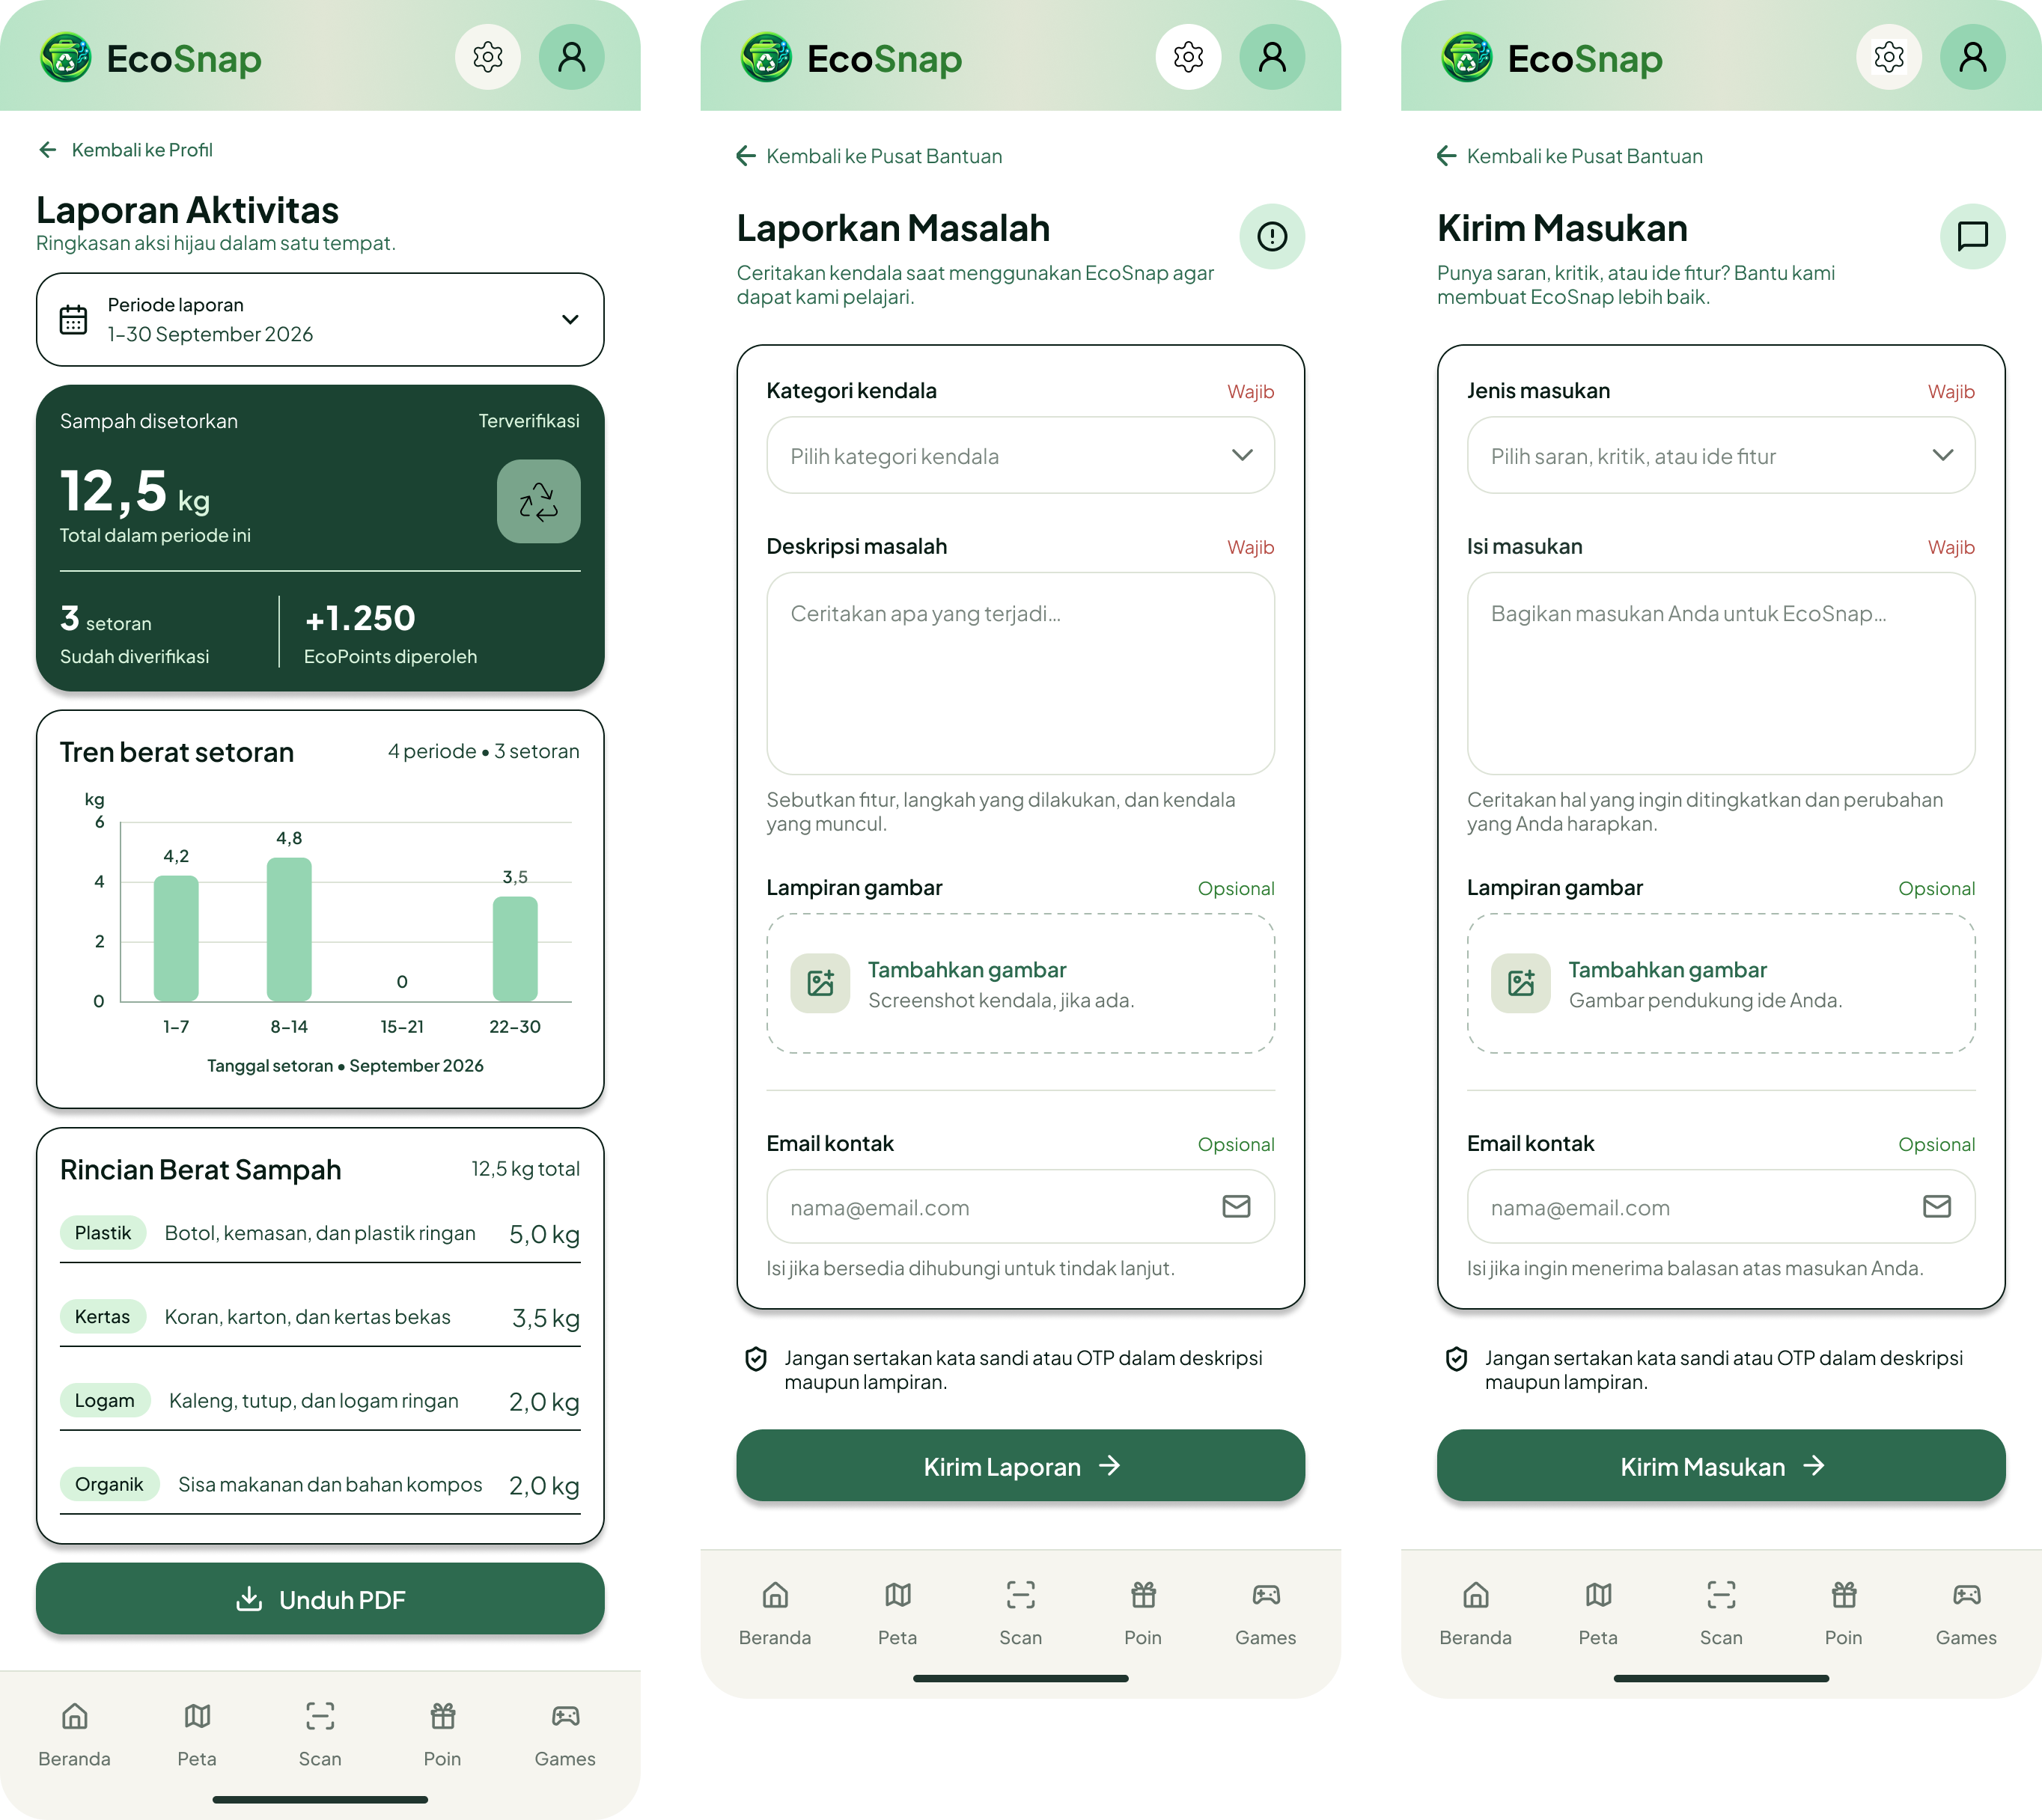 EcoSnap
Kembali ke Profil
Laporan Aktivitas
Ringkasan aksi hijau dalam satu tempat.
Periode laporan
1–30 September 2026
Sampah disetorkan
Terverifikasi
12,5 kg
Total dalam periode ini
3 setoran
Sudah diverifikasi
+1.250
EcoPoints diperoleh
Tren berat setoran
4 periode • 3 setoran
kg
6
4
2
0
4,2
4,8
0
3,5
1–7
8–14
15–21
22–30
Tanggal setoran • September 2026
Rincian Berat Sampah
12,5 kg total
Plastik
Botol, kemasan, dan plastik ringan
5,0 kg
Kertas
Koran, karton, dan kertas bekas
3,5 kg
Logam
Kaleng, tutup, dan logam ringan
2,0 kg
Organik
Sisa makanan dan bahan kompos
2,0 kg
Unduh PDF
Beranda
Peta
Scan
Poin
Games
EcoSnap
Kembali ke Pusat Bantuan
Laporkan Masalah
Ceritakan kendala saat menggunakan EcoSnap agar
dapat kami pelajari.
Kategori kendala
Wajib
Pilih kategori kendala
Deskripsi masalah
Wajib
Ceritakan apa yang terjadi...
Sebutkan fitur, langkah yang dilakukan, dan kendala
yang muncul.
Lampiran gambar
Opsional
Tambahkan gambar
Screenshot kendala, jika ada.
Email kontak
Opsional
nama@email.com
Isi jika bersedia dihubungi untuk tindak lanjut.
Jangan sertakan kata sandi atau OTP dalam deskripsi
maupun lampiran.
Kirim Laporan
Beranda
Peta
Scan
Poin
Games
EcoSnap
Kembali ke Pusat Bantuan
Kirim Masukan
Punya saran, kritik, atau ide fitur? Bantu kami
membuat EcoSnap lebih baik.
Jenis masukan
Wajib
Pilih saran, kritik, atau ide fitur
Isi masukan
Wajib
Bagikan masukan Anda untuk EcoSnap...
Ceritakan hal yang ingin ditingkatkan dan perubahan
yang Anda harapkan.
Lampiran gambar
Opsional
Tambahkan gambar
Gambar pendukung ide Anda.
Email kontak
Opsional
nama@email.com
Isi jika ingin menerima balasan atas masukan Anda.
Jangan sertakan kata sandi atau OTP dalam deskripsi
maupun lampiran.
Kirim Masukan
Beranda
Peta
Scan
Poin
Games